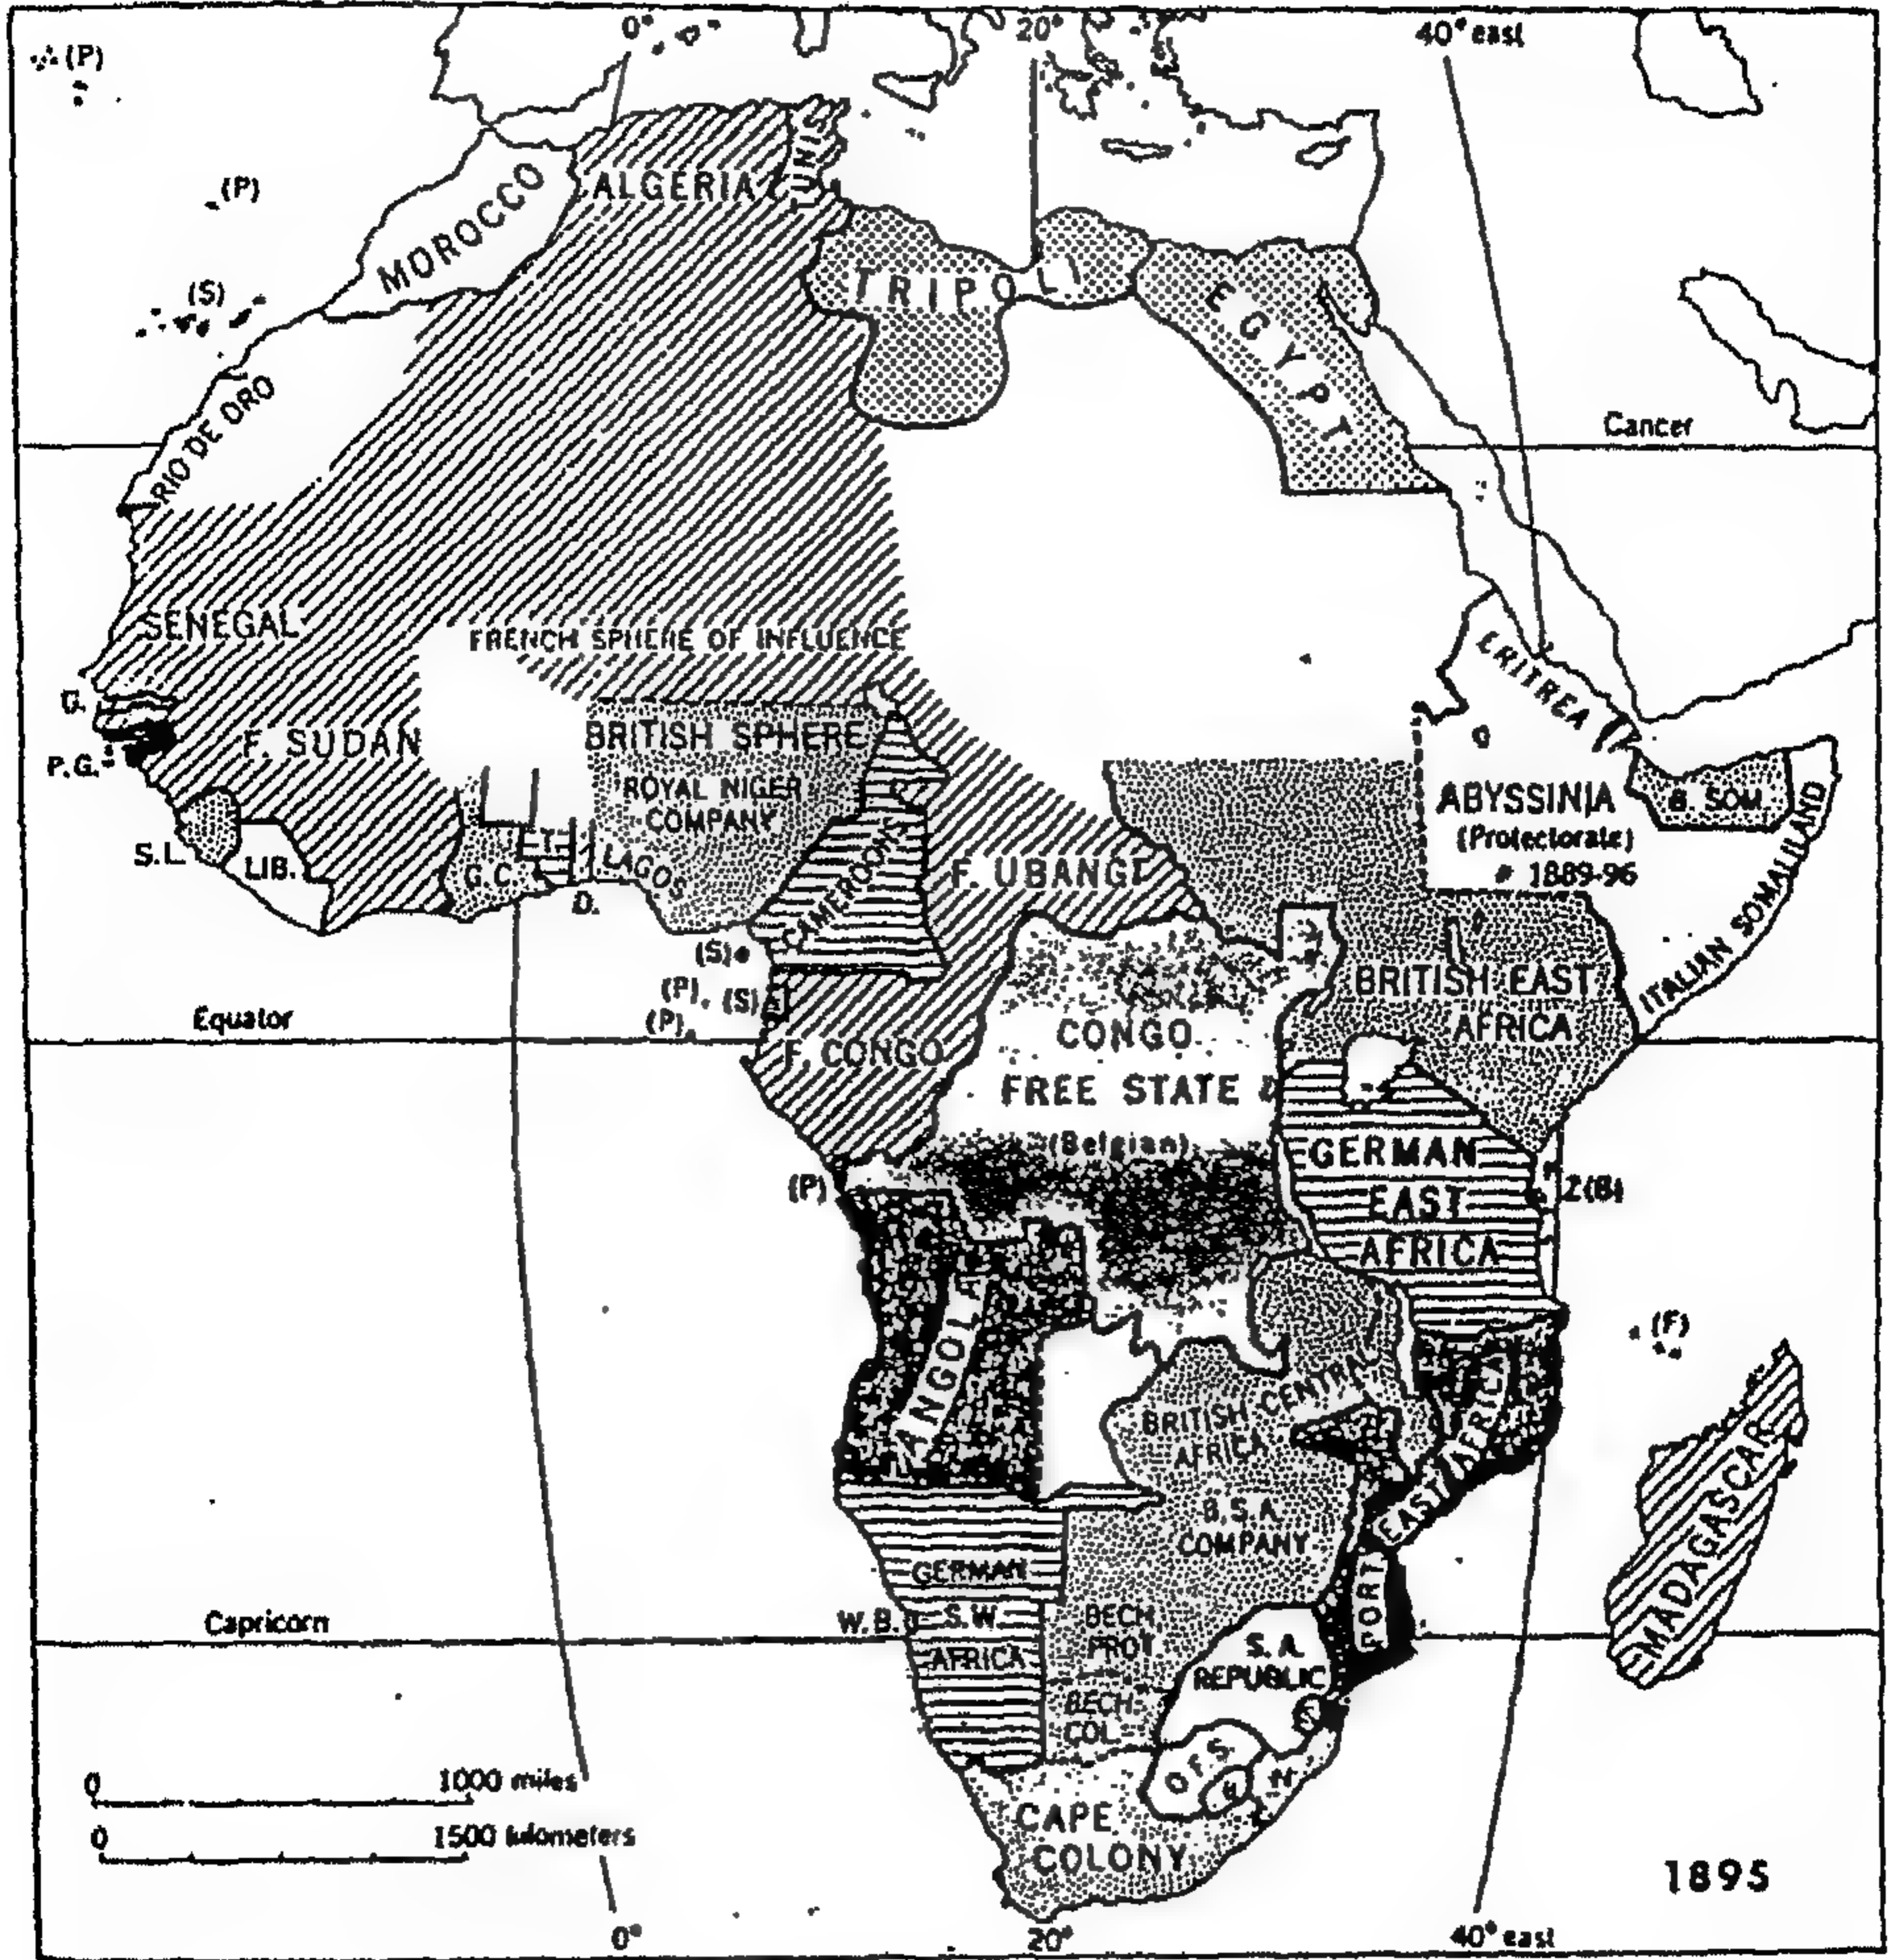 0°
20°
40° east
(P)
(P)
(S)
MOROCCO
ALGERIA
TUNIS
TRIPOLI
EGYPT
RIO DE ORO
Cancer
SENEGAL
FRENCH SPHERE OF INFLUENCE
ERITREA
G.
P.G.
F. SUDAN
BRITISH SPHERE
ROYAL NIGER
COMPANY
ABYSSINIA
(Protectorate)
1889-96
B. SOM.
ITALIAN SOMALILAND
S.L.
LIB.
G.C.
T.
D.
LAGOS
CAMEROONS
F. UBANGI
(S)
(P)
(S)
(P)
Equator
F. CONGO
CONGO
FREE STATE
(Belgian)
BRITISH EAST
AFRICA
GERMAN
EAST
AFRICA
Z(B)
(P)
ANGOLA
(F)
BRITISH CENTRAL
AFRICA
PORT.
EAST AFRICA
MADAGASCAR
B.S.A.
COMPANY
GERMAN
S.W.
AFRICA
W.B.
Capricorn
BECH.
PROT.
BECH.
COL.
S. A.
REPUBLIC
O.F.S.
N
CAPE
COLONY
0
1000 miles
0
1500 kilometers
1895
0°
20°
40° east